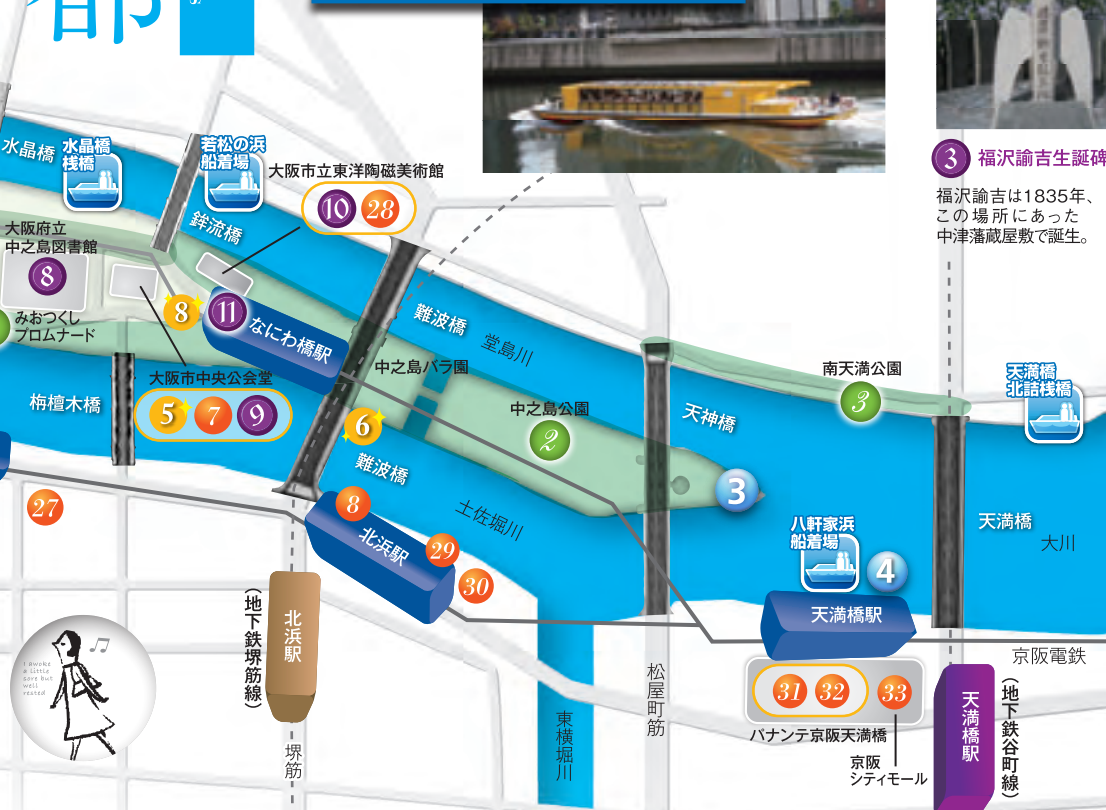 都
水晶橋
水晶橋
桟橋
若松の浜
船着場
大阪市立東洋陶磁美術館
10
28
鉾流橋
3
福沢諭吉生誕碑
福沢諭吉は1835年、
この場所にあった
中津藩蔵屋敷で誕生。
大阪府立
中之島図書館
8
みおつくし
プロムナード
8
11
なにわ橋駅
難波橋
堂島川
中之島バラ園
大阪市中央公会堂
5
7
9
栴檀木橋
6
中之島公園
2
天神橋
南天満公園
3
天満橋
北詰桟橋
難波橋
3
土佐堀川
27
8
北浜駅
29
30
八軒家浜
船着場
4
天満橋
大川
天満橋駅
京阪電鉄
(地下鉄堺筋線)
北浜駅
堺筋
I awoke
a little
sore but
well
rested
東横堀川
松屋町筋
31
32
33
パナンテ京阪天満橋
京阪
シティモール
天満橋駅
(地下鉄谷町線)